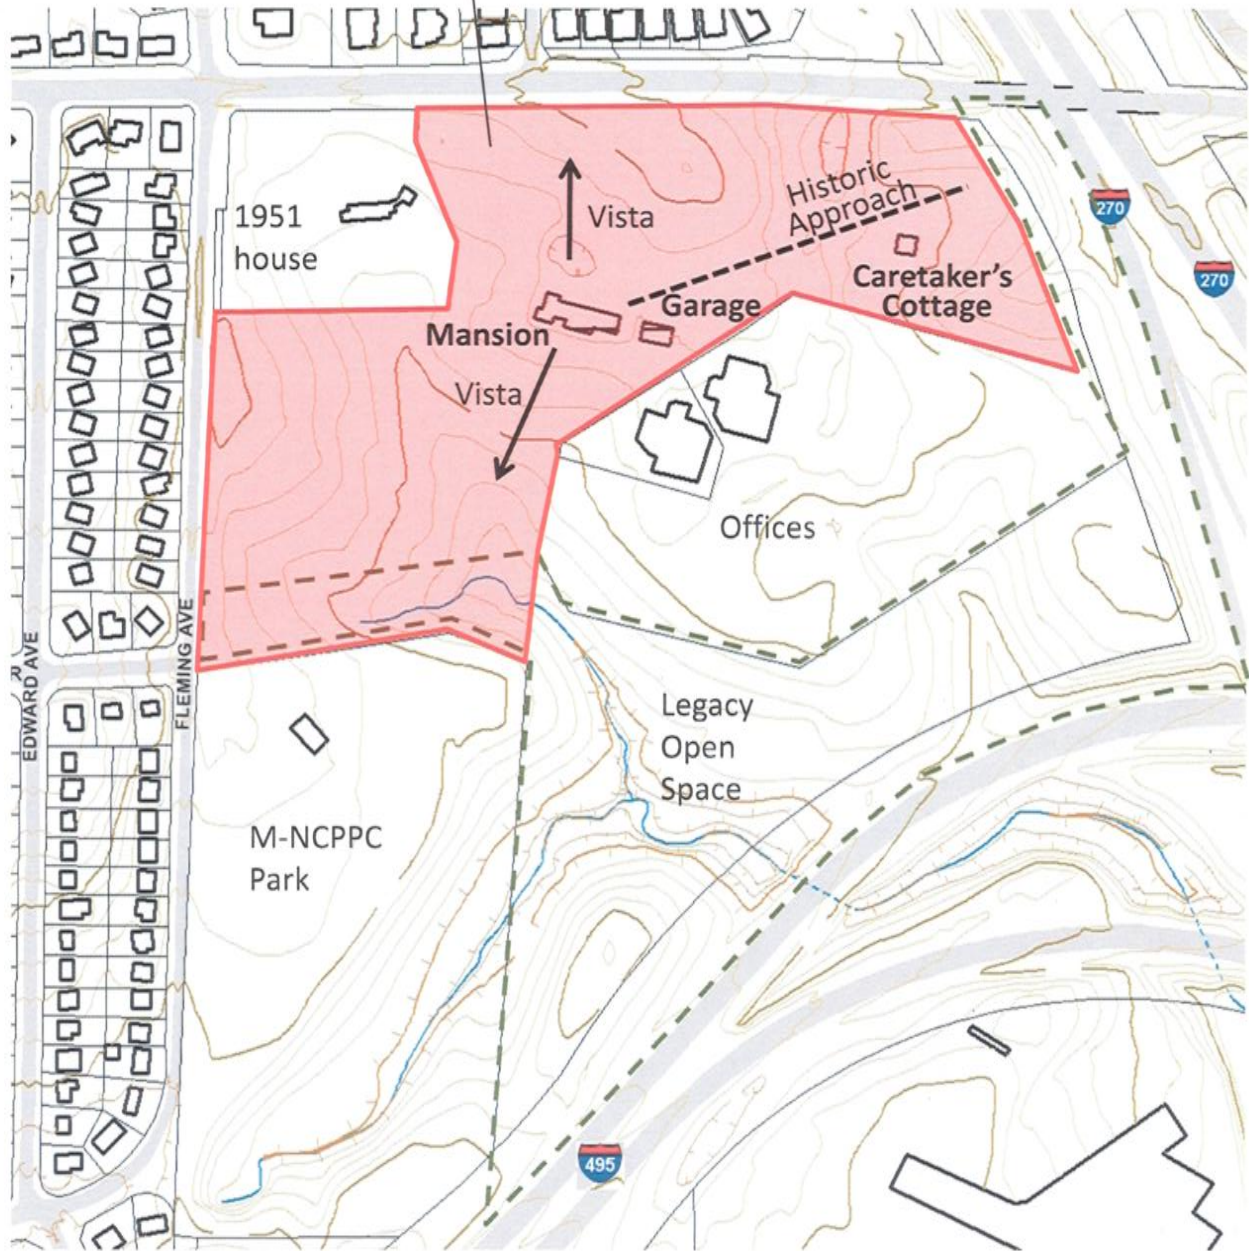 Historic
Approach
270
1951
house
Vista
270
Caretaker's
Cottage
Garage
Mansion
Vista
Offices
FLEMING AVE
EDWARD AVE
Legacy
Open
Space
M-NCPPC
Park
495